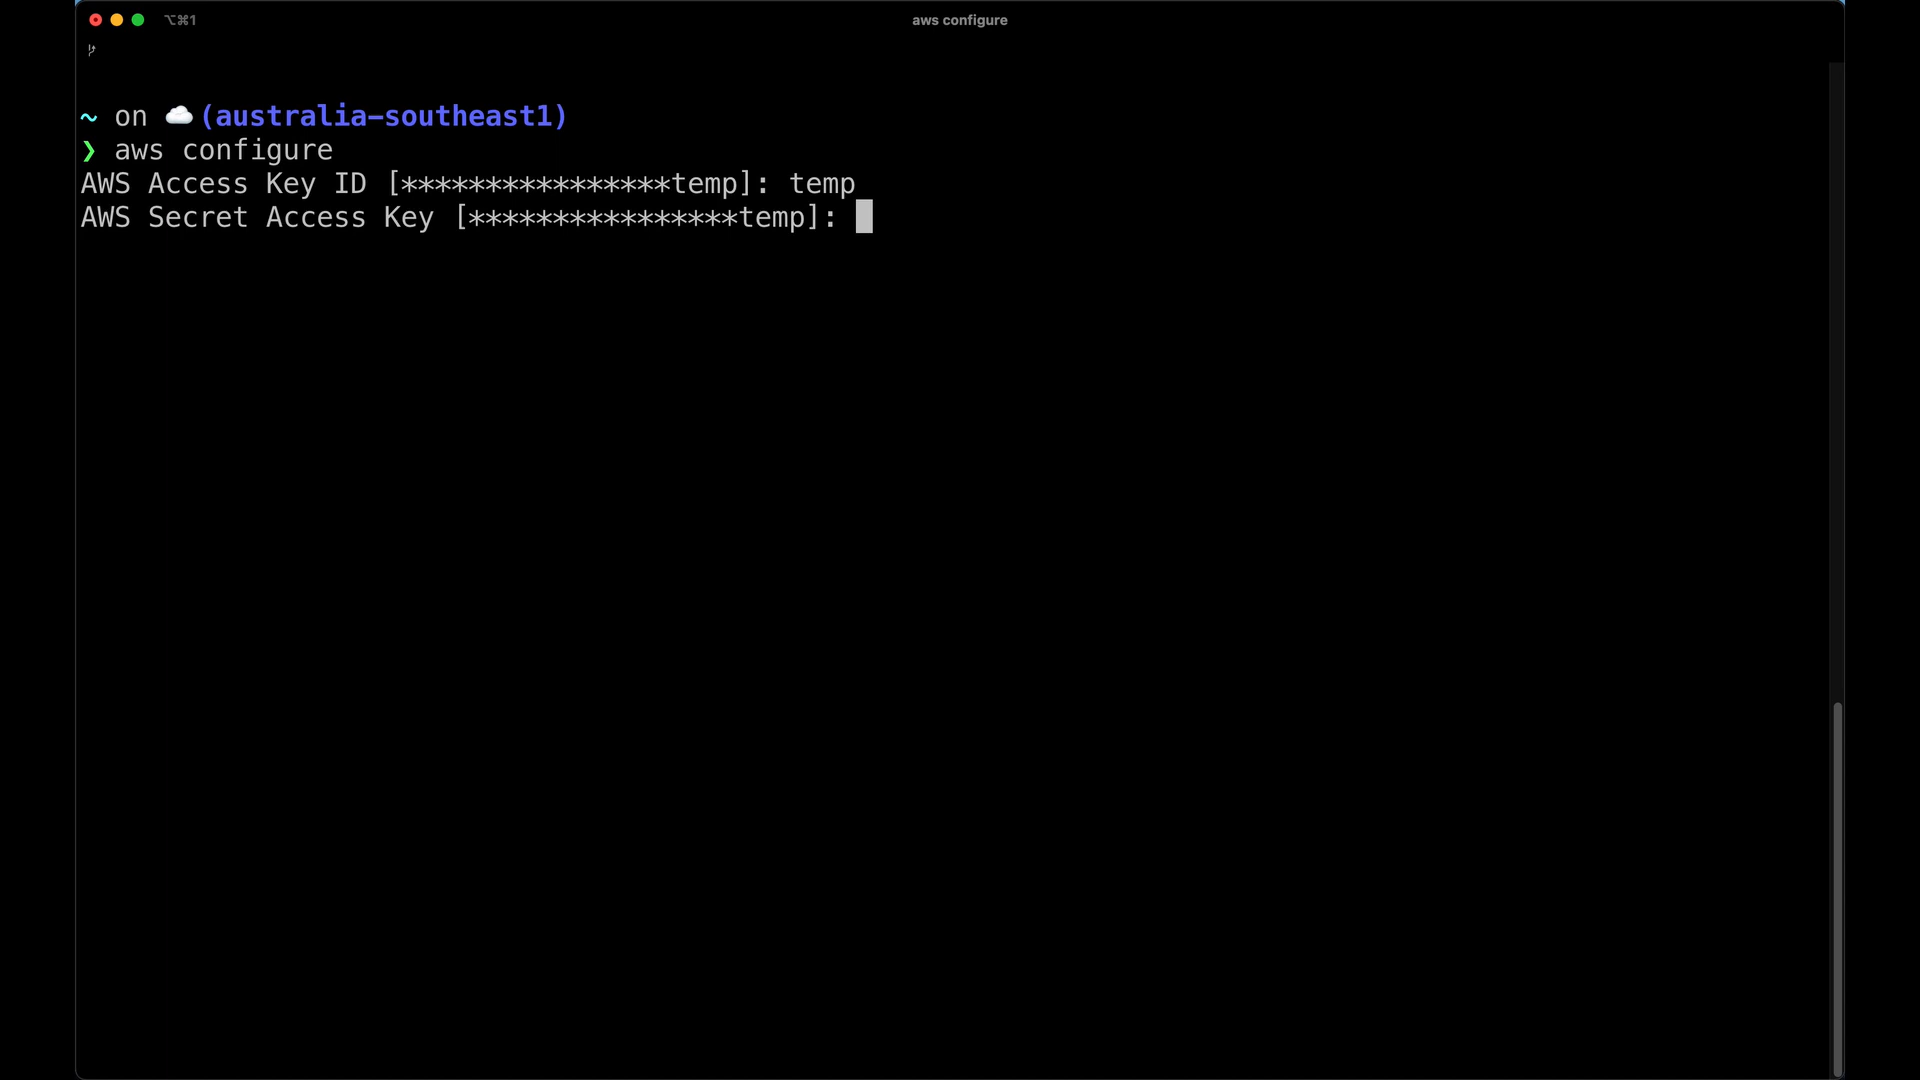 ⌥⌘1
aws configure
~ on ☁️ (australia-southeast1)
❯ aws configure
AWS Access Key ID [****************temp]: temp
AWS Secret Access Key [****************temp]: